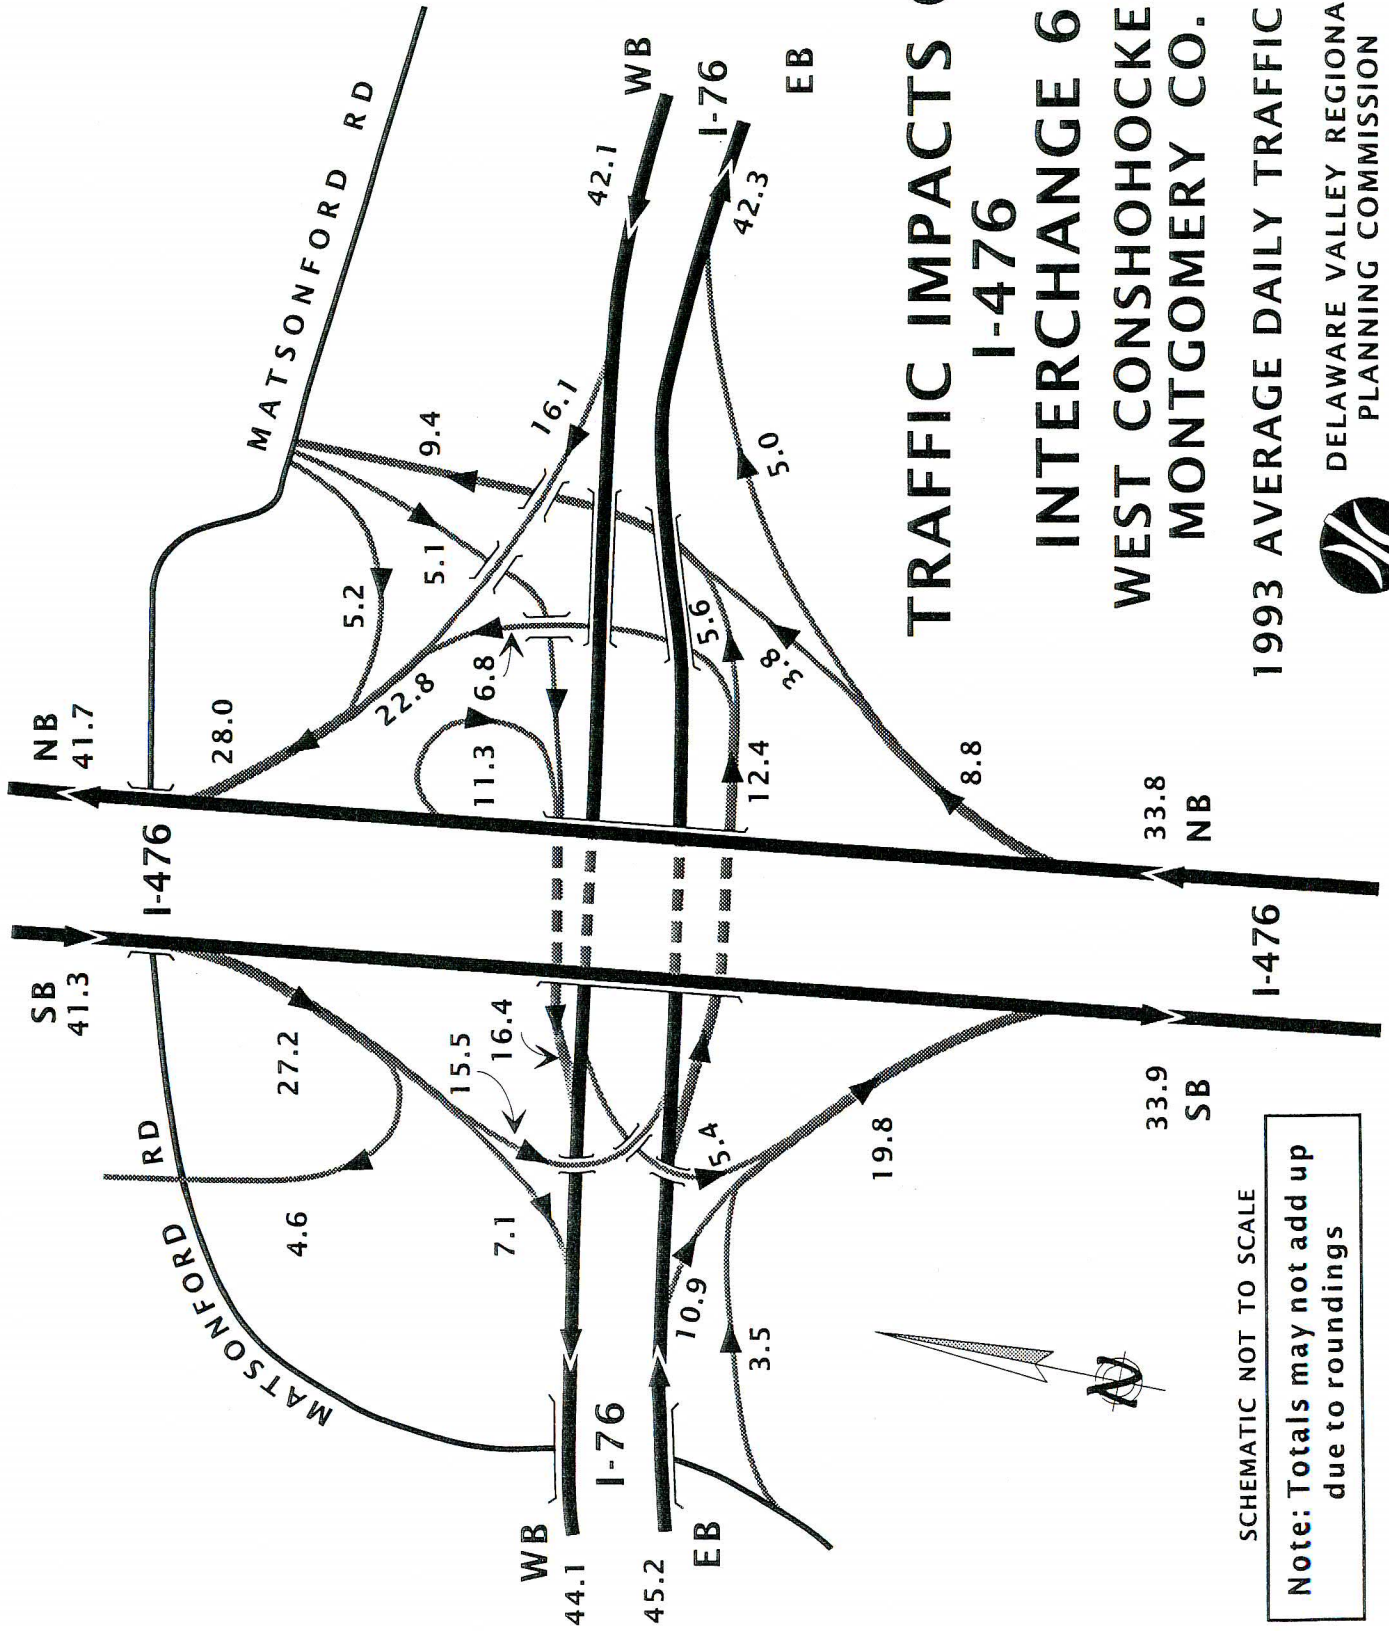 MATSONFORD RD
SB
41.3
NB
41.7
I-476
27.2
28.0
RD
MATSONFORD
4.6
7.1
15.5
16.4
11.3
6.8
22.8
5.2
5.1
9.4
16.1
42.1
WB
I-76
EB
42.3
WB
44.1
I-76
45.2
EB
10.9
3.5
5.4
19.8
12.4
5.6
3.8
5.0
8.8
33.9
SB
33.8
NB
I-476
N
SCHEMATIC NOT TO SCALE
Note: Totals may not add up
due to roundings
TRAFFIC IMPACTS
I-476
INTERCHANGE 6
WEST CONSHOHOCKE
MONTGOMERY CO.
1993 AVERAGE DAILY TRAFFIC
DELAWARE VALLEY REGIONA
PLANNING COMMISSION